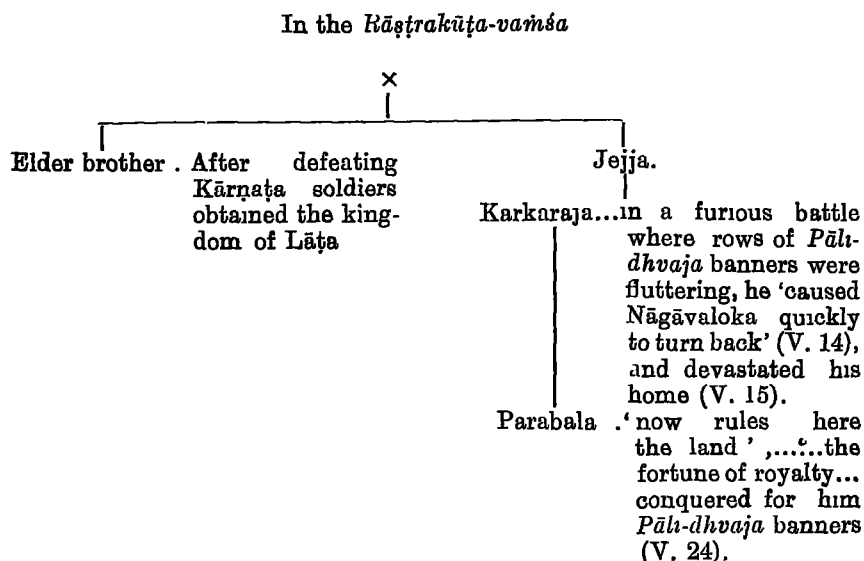 In the Rāṣṭrakūṭa-vaṁśa
×
Elder brother . After defeating
Kārṇaṭa soldiers
obtained the king-
dom of Lāṭa
Jejja.
Karkaraja...in a furious battle
where rows of Pāli-
dhvaja banners were
fluttering, he ‘caused
Nāgāvaloka quickly
to turn back’ (V. 14),
and devastated his
home (V. 15).
Parabala .‘now rules here
the land ’ ,......the
fortune of royalty...
conquered for him
Pāli-dhvaja banners
(V. 24).